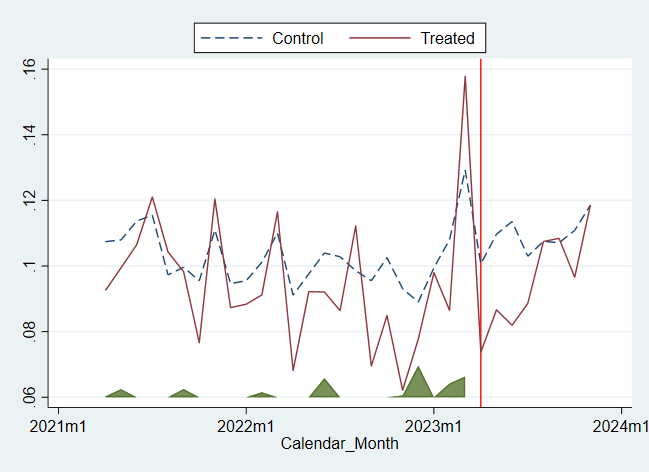 Control Treated
.16
.14
.12
.1
.08
.06
2021m1 2022m1 2023m1 2024m1
Calendar_Month